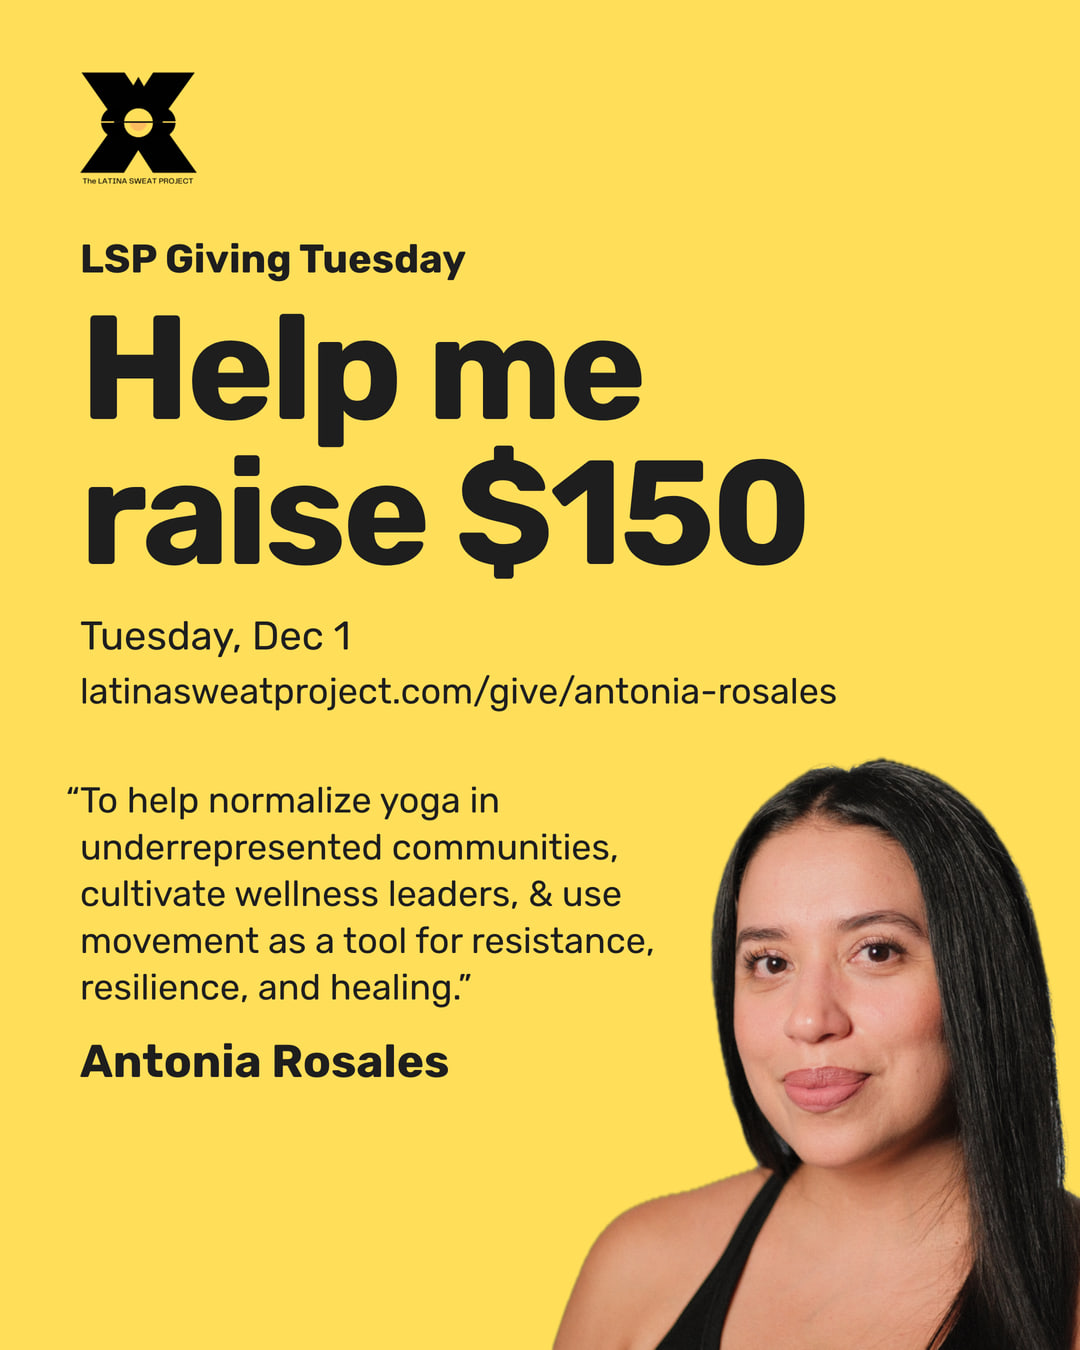 The LATINA SWEAT PROJECT
LSP Giving Tuesday
Help me
raise $150
Tuesday, Dec 1
latinasweatproject.com/give/antonia-rosales
“To help normalize yoga in
underrepresented communities,
cultivate wellness leaders, & use
movement as a tool for resistance,
resilience, and healing.”
Antonia Rosales